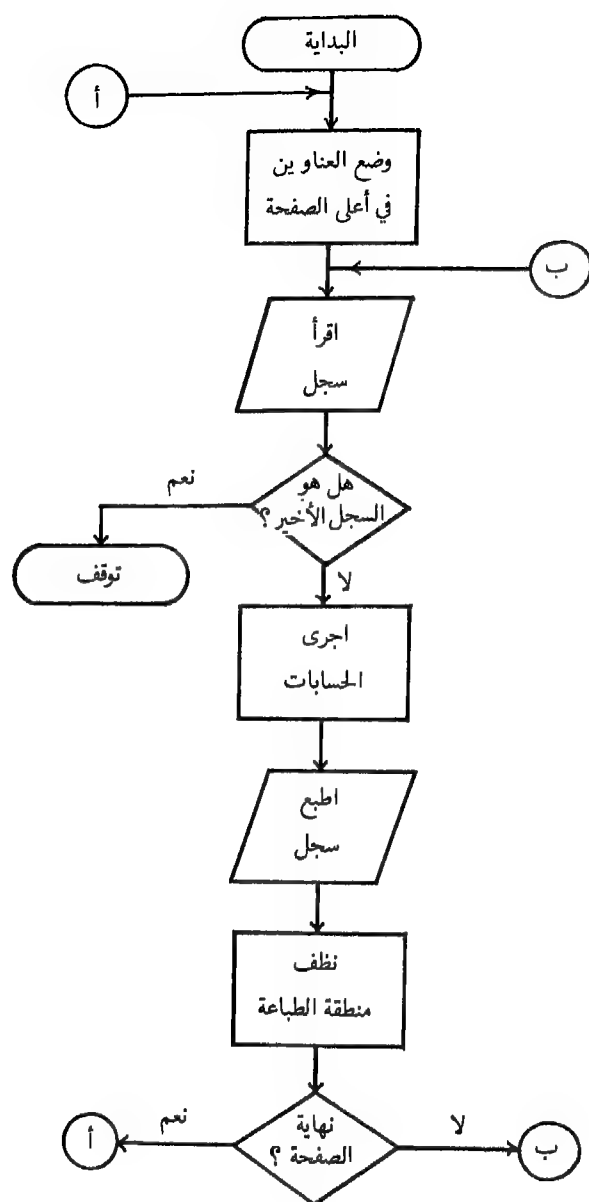 البداية
أ
وضع العناوين
في أعلى الصفحة
ب
اقرأ
سجل
هل هو
السجل الأخير ؟
نعم
توقف
لا
اجرى
الحسابات
اطبع
سجل
نظف
منطقة الطباعة
نهاية
الصفحة ؟
نعم
أ
لا
ب